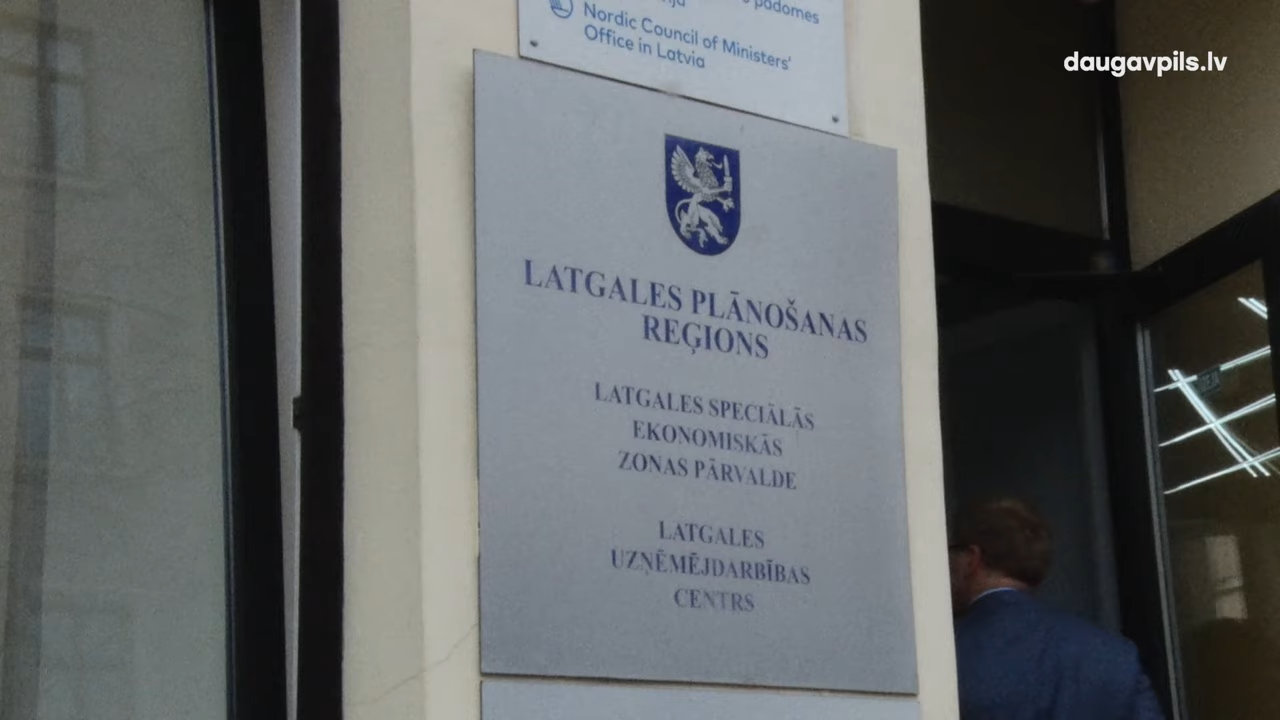 padomes
Nordic Council of Ministers'
Office in Latvia
daugavpils.lv
LATGALES PLĀNOŠANAS
REĢIONS
LATGALES SPECIĀLĀS
EKONOMISKĀS
ZONAS PĀRVALDE
LATGALES
UZŅĒMĒJDARBĪBAS
CENTRS